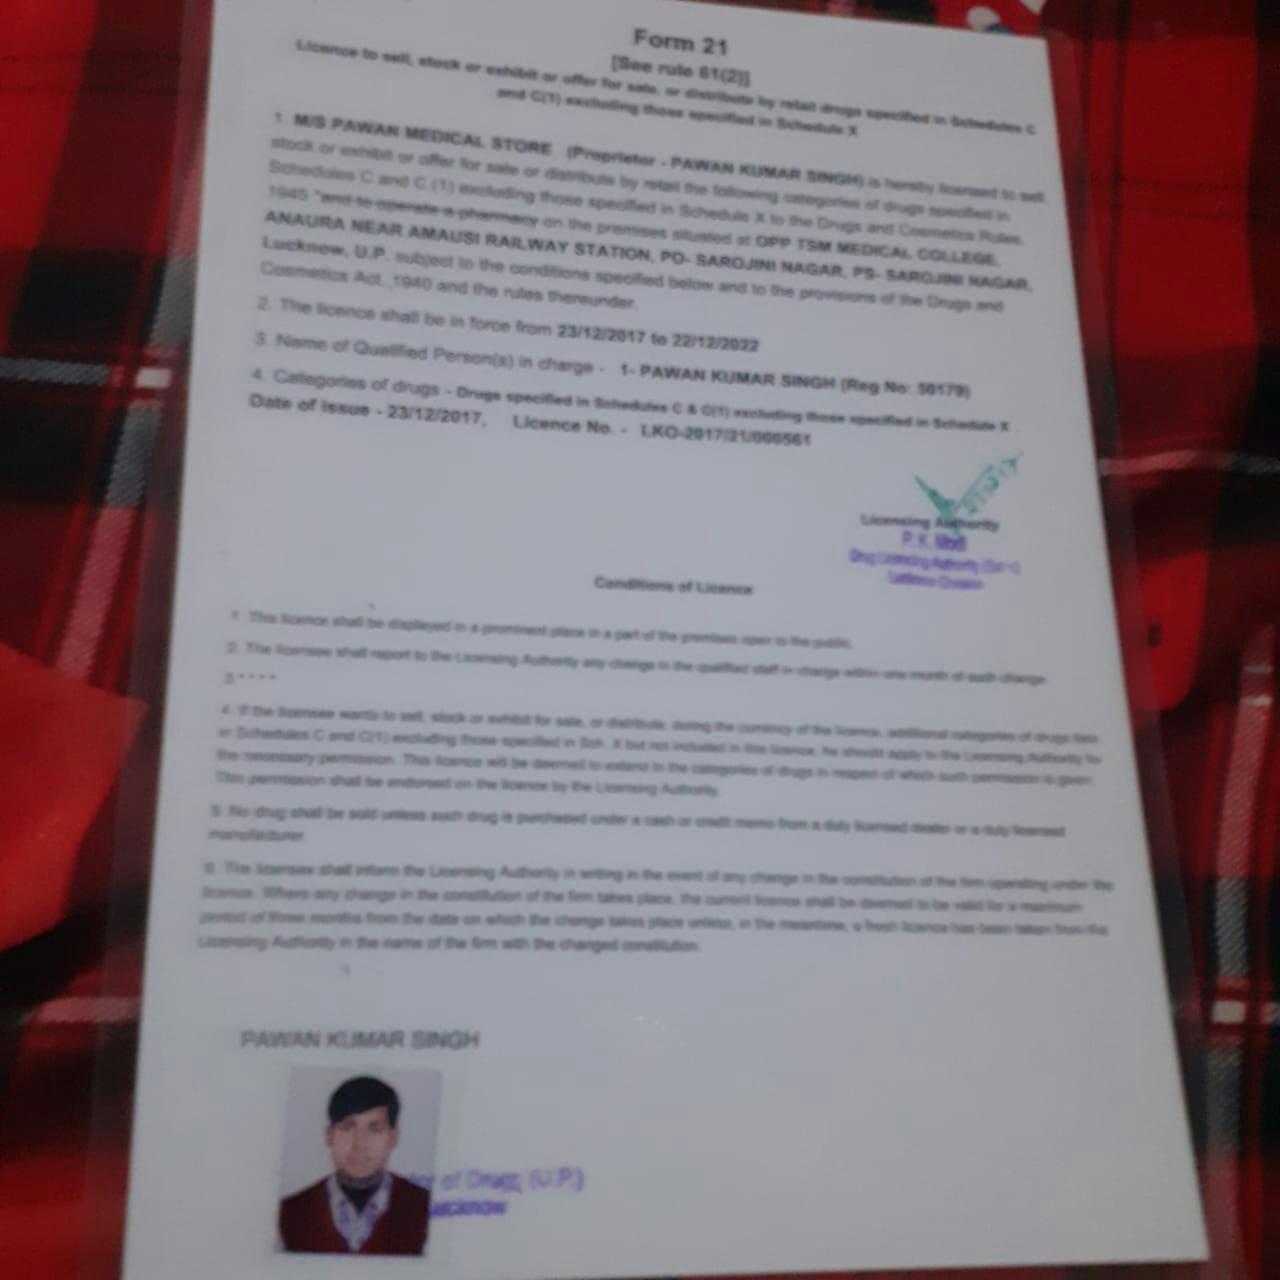 Form 21
[See rule 61(2)]
Licence to sell, stock or exhibit or offer for sale, or distribute by retail drugs specified in Schedules C
and C(1) excluding those specified in Schedule X
1. M/S PAWAN MEDICAL STORE (Proprietor - PAWAN KUMAR SINGH) is hereby licensed to sell,
stock or exhibit or offer for sale or distribute by retail the following categories of drugs specified in
Schedules C and C (1) excluding those specified in Schedule X to the Drugs and Cosmetics Rules,
1945 "and to operate a pharmacy on the premises situated at OPP TSM MEDICAL COLLEGE,
ANAURA NEAR AMAUSI RAILWAY STATION, PO- SAROJINI NAGAR, PS- SAROJINI NAGAR,
Lucknow, U.P. subject to the conditions specified below and to the provisions of the Drugs and
Cosmetics Act, 1940 and the rules thereunder.
2. The licence shall be in force from 23/12/2017 to 22/12/2022
3. Name of Qualified Person(s) in charge - 1- PAWAN KUMAR SINGH (Reg No: 50179)
4. Categories of drugs - Drugs specified in Schedules C & C(1) excluding those specified in Schedule X
Date of Issue - 23/12/2017, Licence No. - LKO-2017/21/000561
Licensing Authority
P. K. Modi
Drug Licensing Authority
Lucknow Division
Conditions of Licence
1. This licence shall be displayed in a prominent place in a part of the premises open to the public.
2. The licensee shall report to the Licensing Authority any change in the qualified staff in charge within one month of such change.
3 * * * *
4. If the licensee wants to sell, stock or exhibit for sale, or distribute, during the currency of the licence, additional categories of drugs
in Schedules C and C(1) excluding those specified in Sch. X but not included in this licence, he should apply to the Licensing Authority for
the necessary permission. This licence will be deemed to extend to the categories of drugs in respect of which such permission is given.
This permission shall be endorsed on the licence by the Licensing Authority.
5. No drug shall be sold unless such drug is purchased under a cash or credit memo from a duly licensed dealer or a duly licensed
manufacturer.
6. The licensee shall inform the Licensing Authority in writing in the event of any change in the constitution of the firm operating under the
licence. Where any change in the constitution of the firm takes place, the current licence shall be deemed to be valid for a maximum
period of three months from the date on which the change takes place unless, in the meantime, a fresh licence has been taken from the
Licensing Authority in the name of the firm with the changed constitution.
PAWAN KUMAR SINGH
of Drugs (U.P.)